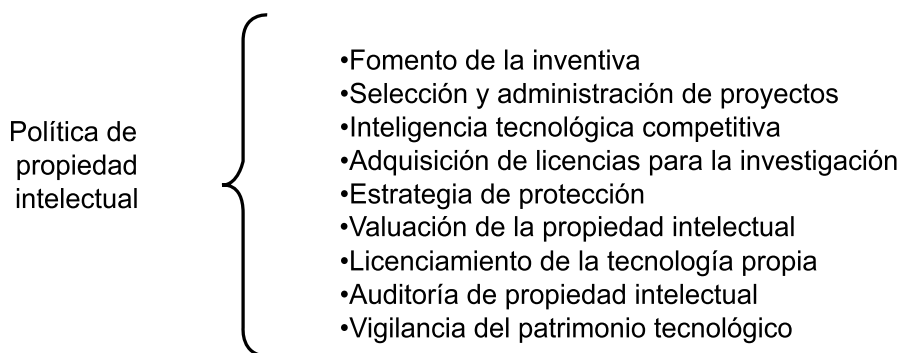 Política de
propiedad
intelectual
•Fomento de la inventiva
•Selección y administración de proyectos
•Inteligencia tecnológica competitiva
•Adquisición de licencias para la investigación
•Estrategia de protección
•Valuación de la propiedad intelectual
•Licenciamiento de la tecnología propia
•Auditoría de propiedad intelectual
•Vigilancia del patrimonio tecnológico